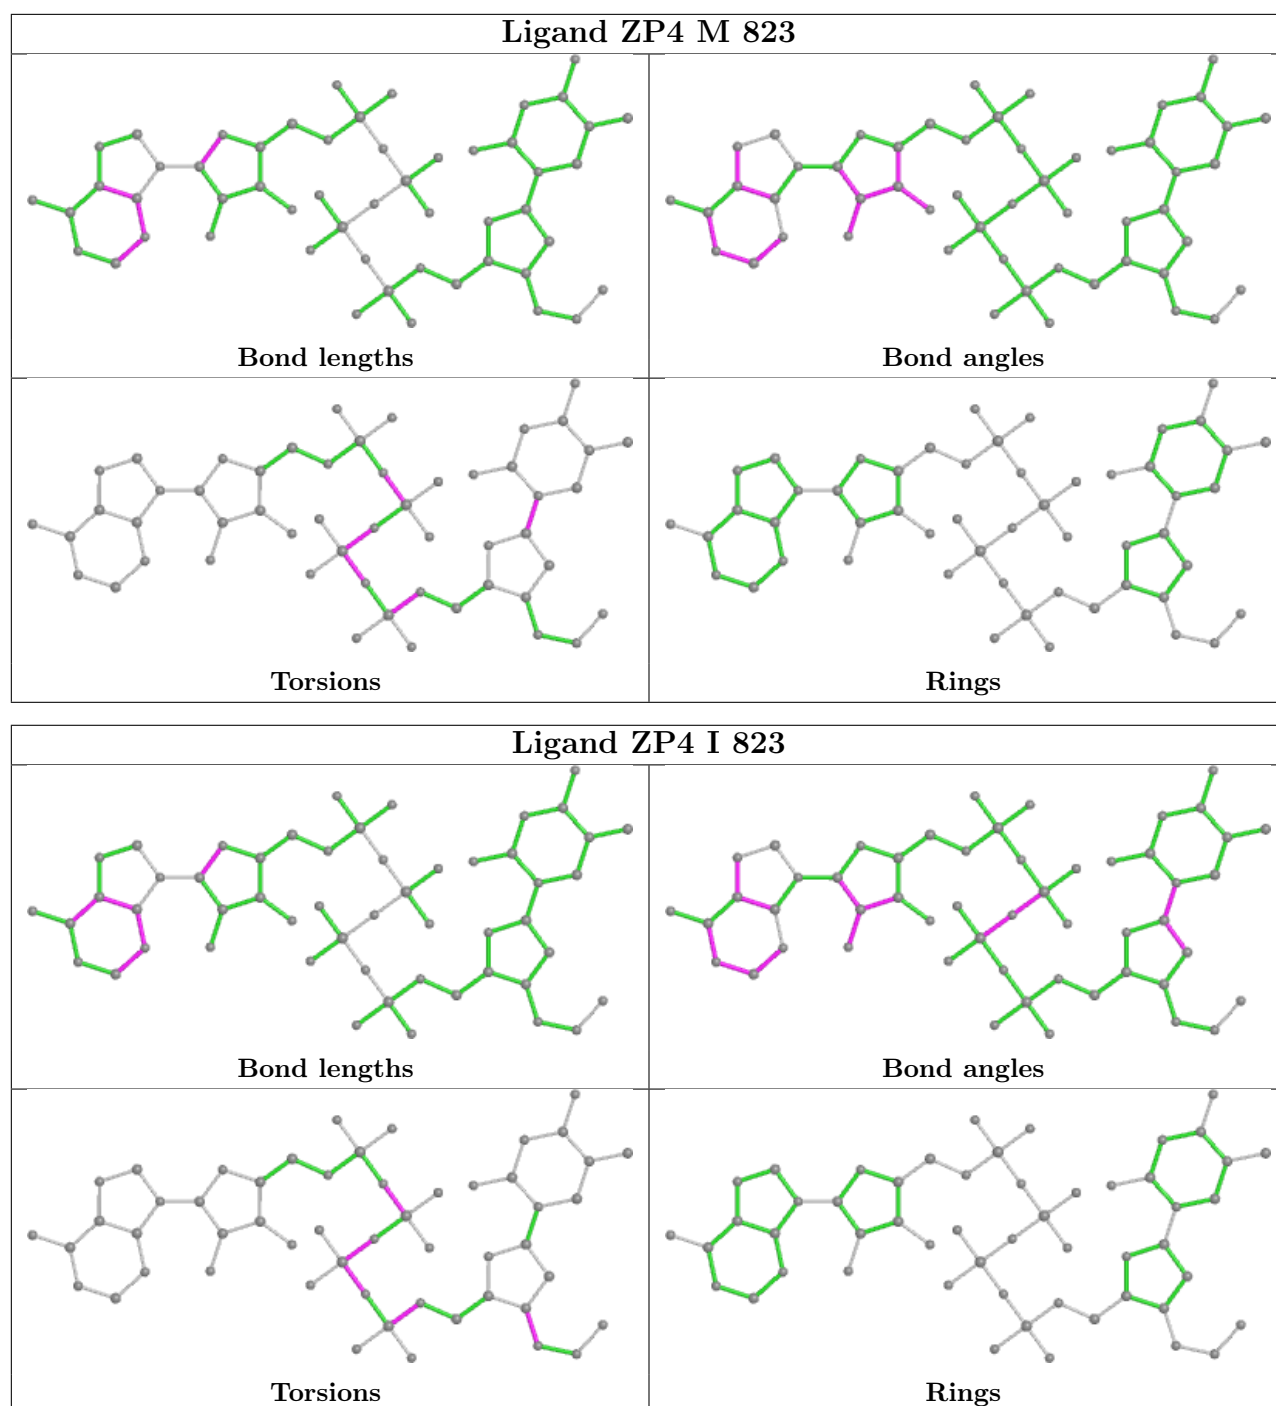 Ligand ZP4 M 823
Bond lengths
Bond angles
Torsions
Rings
Ligand ZP4 I 823
Bond lengths
Bond angles
Torsions
Rings